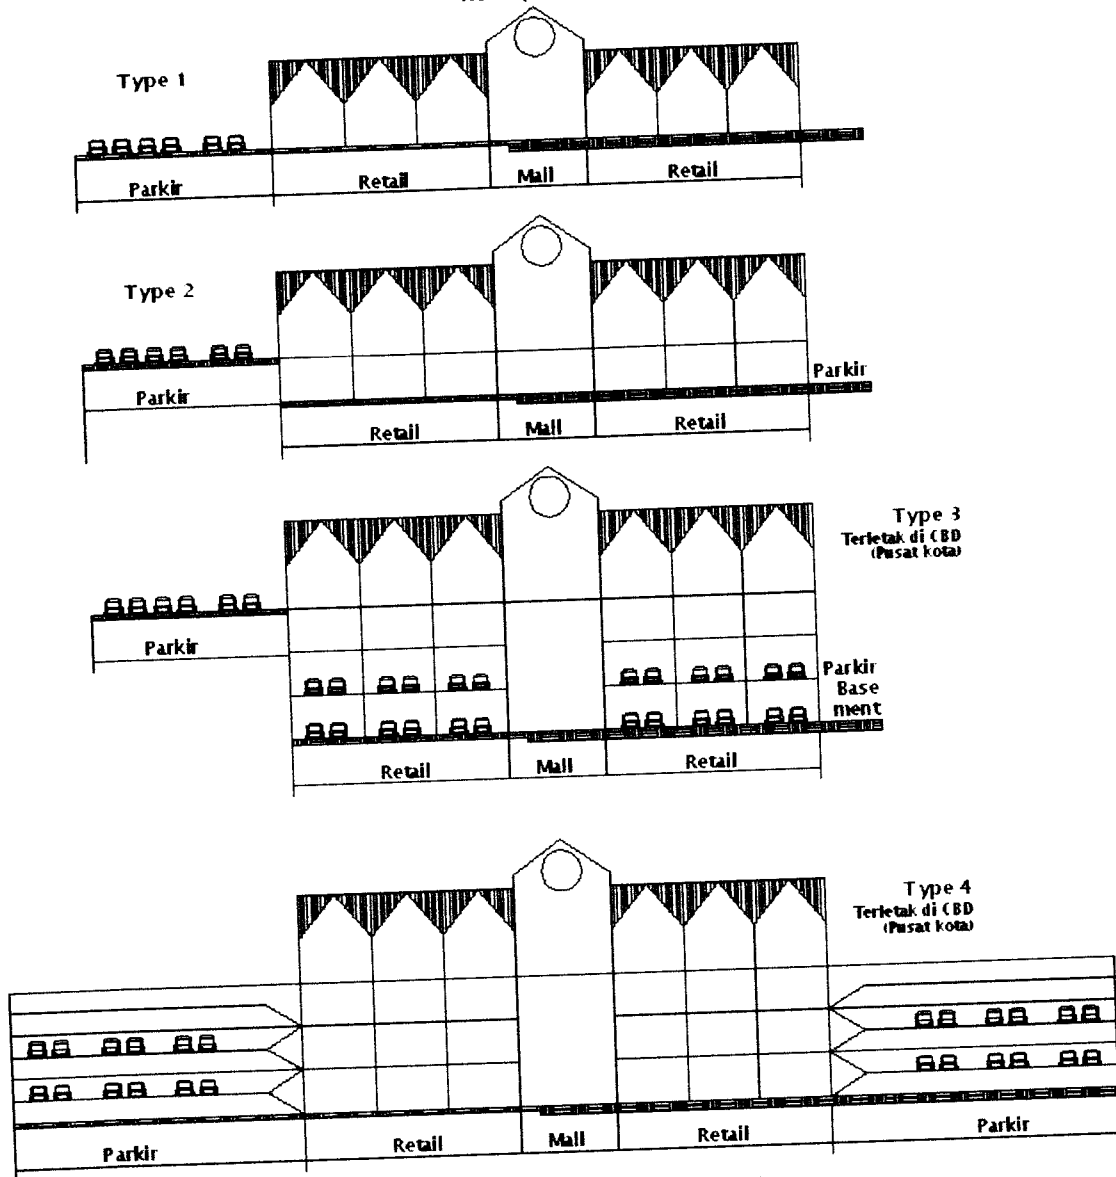 Type 1
Parkir
Retail
Mall
Retail
Type 2
Parkir
Parkir
Retail
Mall
Retail
Type 3
Terletak di CBD
(Pusat kota)
Parkir
Parkir
Base
ment
Retail
Mall
Retail
Type 4
Terletak di CBD
(Pusat kota)
Parkir
Retail
Mall
Retail
Parkir